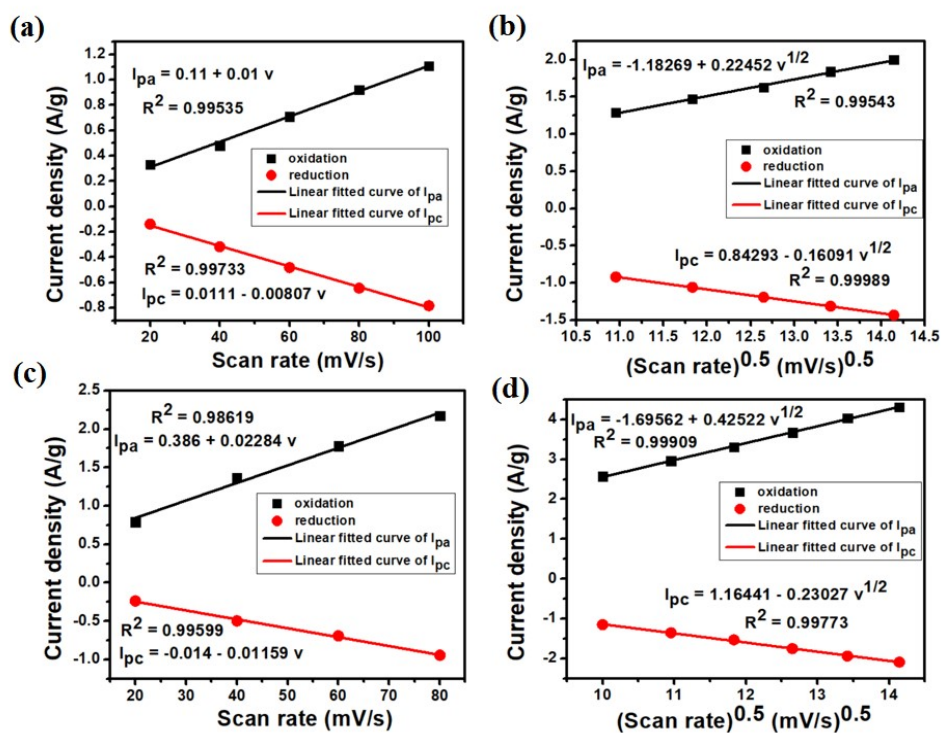 (a)
Current density (A/g)
1.2
1.0
0.8
0.6
0.4
0.2
0.0
-0.2
-0.4
-0.6
-0.8
Ipa = 0.11 + 0.01 v
R2 = 0.99535
oxidation
reduction
Linear fitted curve of Ipa
Linear fitted curve of Ipc
R2 = 0.99733
Ipc = 0.0111 - 0.00807 v
20 40 60 80 100
Scan rate (mV/s)
(b)
Current density (A/g)
2.0
1.5
1.0
0.5
0.0
-0.5
-1.0
-1.5
Ipa = -1.18269 + 0.22452 v1/2
R2 = 0.99543
oxidation
reduction
Linear fitted curve of Ipa
Linear fitted curve of Ipc
Ipc = 0.84293 - 0.16091 v1/2
R2 = 0.99989
10.5 11.0 11.5 12.0 12.5 13.0 13.5 14.0 14.5
(Scan rate)0.5 (mV/s)0.5
(c)
Current density (A/g)
2.5
2.0
1.5
1.0
0.5
0.0
-0.5
-1.0
R2 = 0.98619
Ipa = 0.386 + 0.02284 v
oxidation
reduction
Linear fitted curve of Ipa
Linear fitted curve of Ipc
R2 = 0.99599
Ipc = -0.014 - 0.01159 v
20 30 40 50 60 70 80
Scan rate (mV/s)
(d)
Current density (A/g)
4
2
0
-2
Ipa = -1.69562 + 0.42522 v1/2
R2 = 0.99909
oxidation
reduction
Linear fitted curve of Ipa
Linear fitted curve of Ipc
Ipc = 1.16441 - 0.23027 v1/2
R2 = 0.99773
10 11 12 13 14
(Scan rate)0.5 (mV/s)0.5